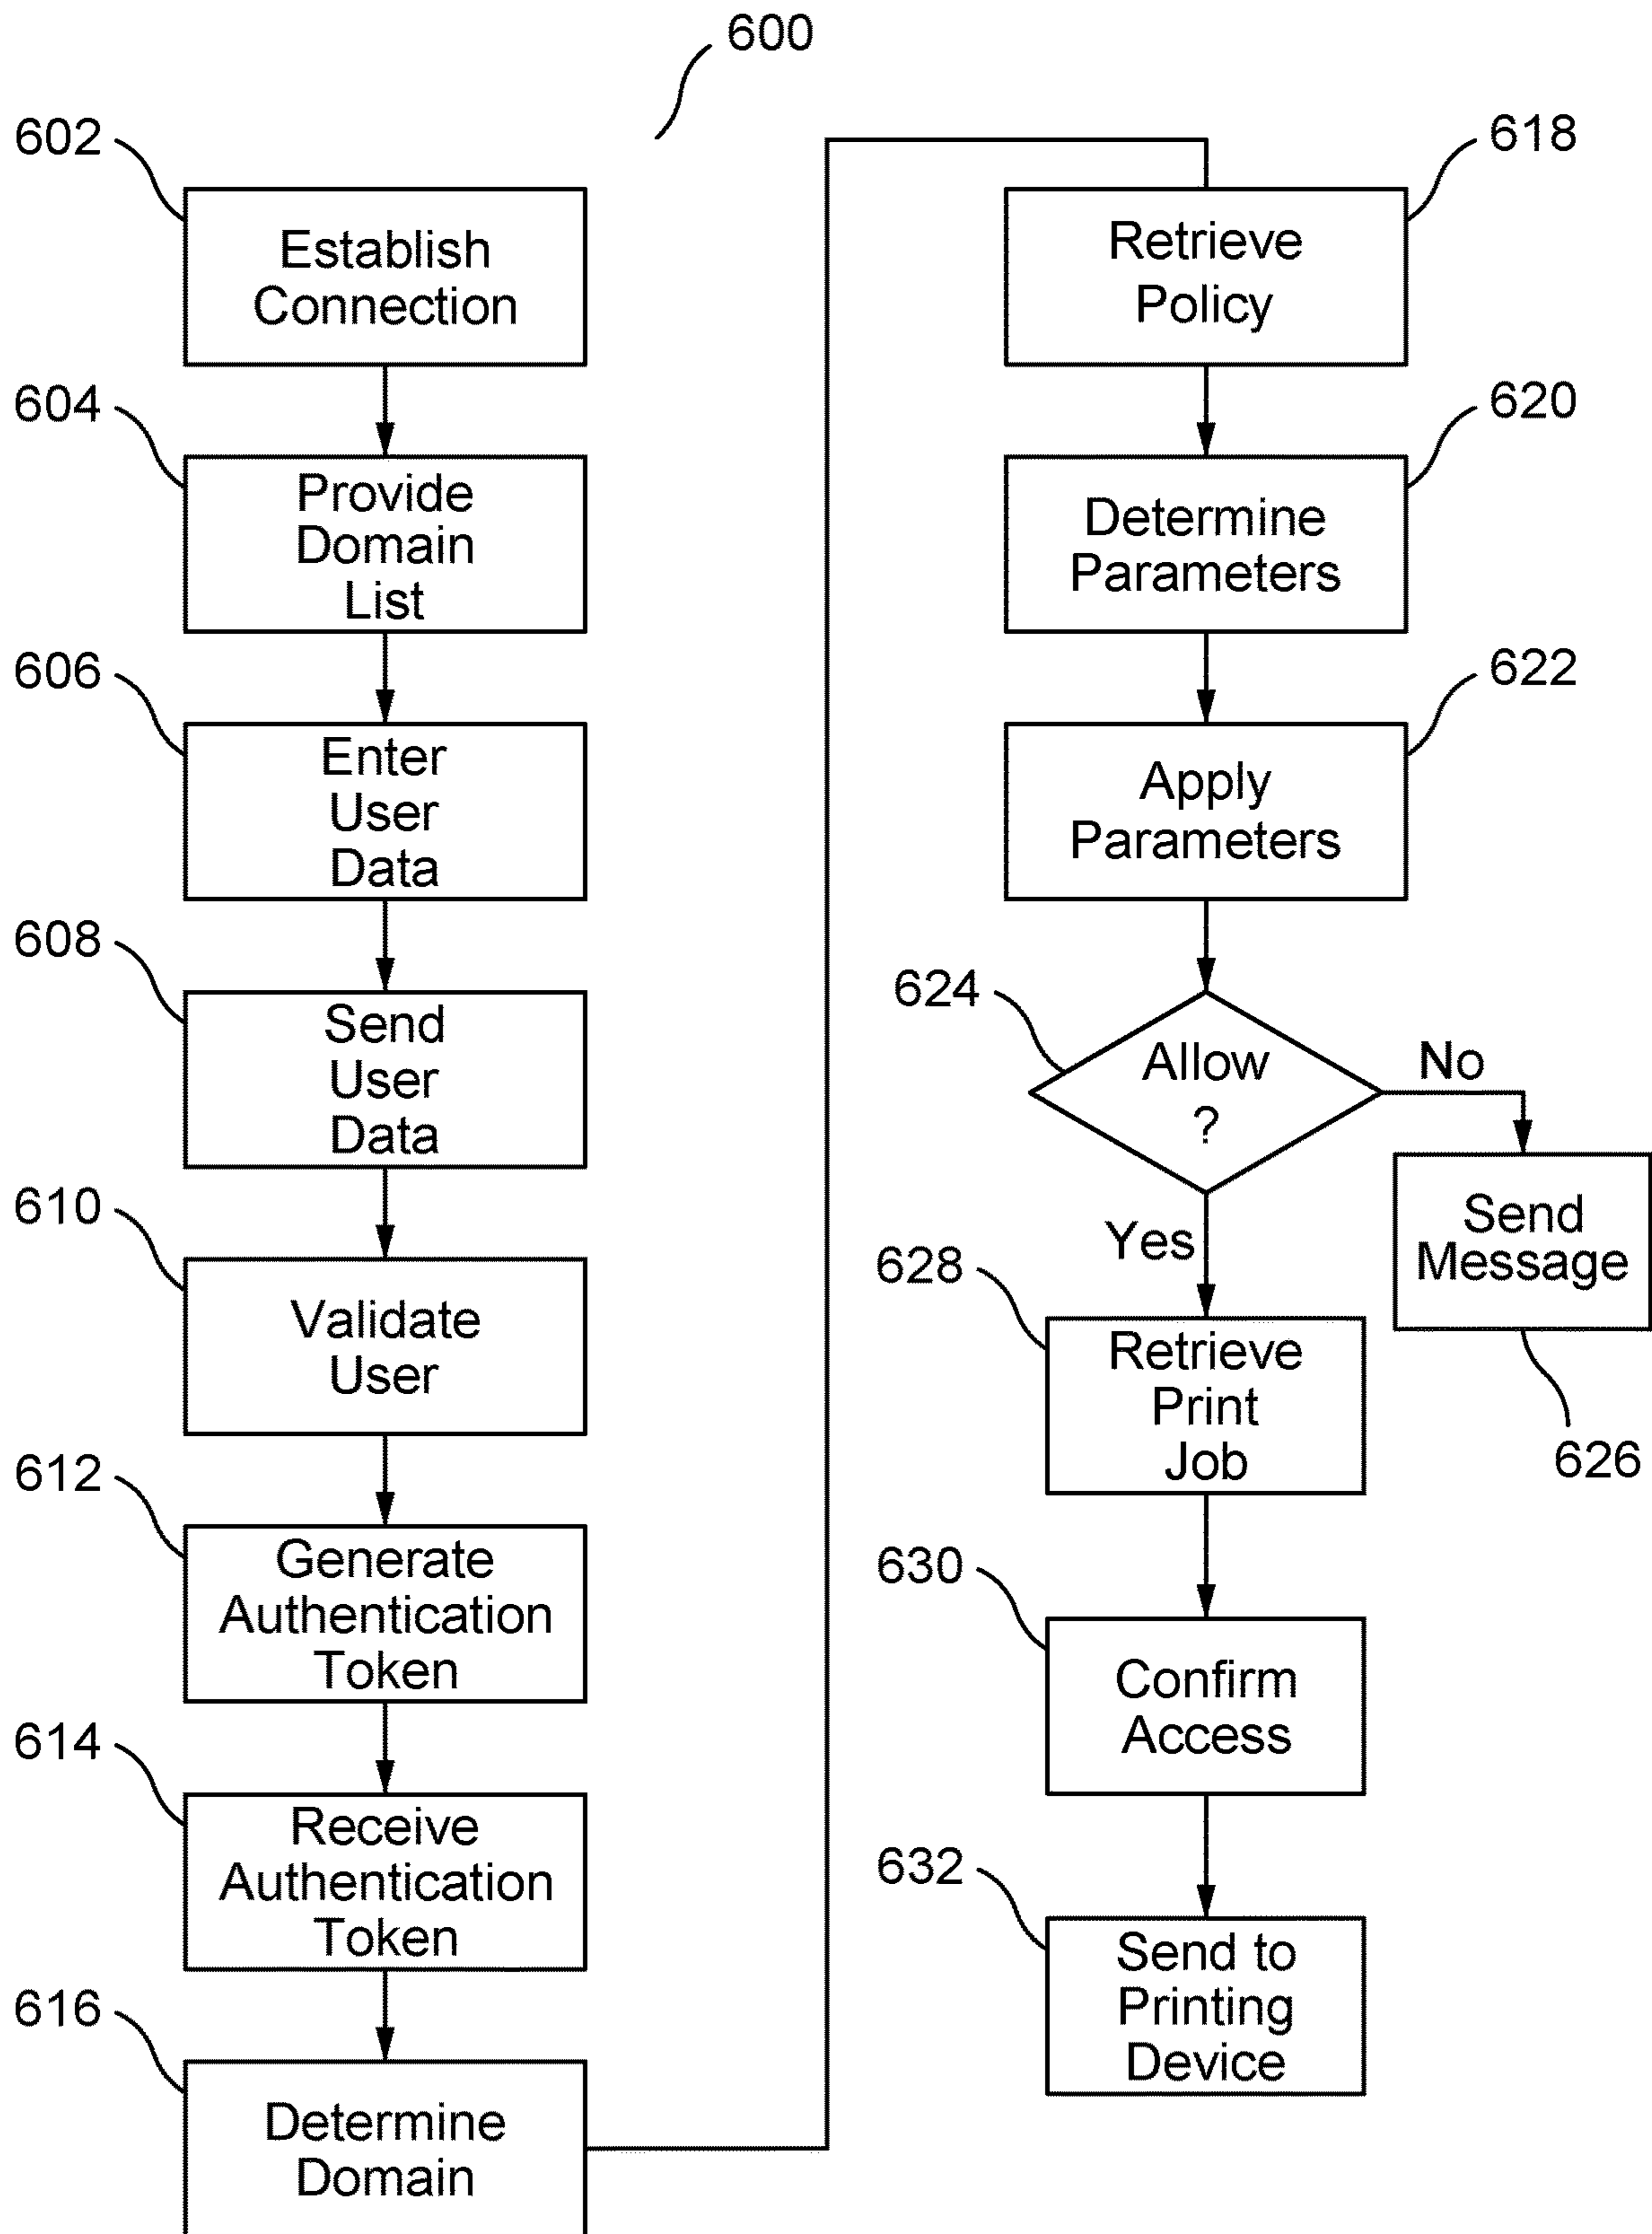 600
602
Establish
Connection
604
Provide
Domain
List
606
Enter
User
Data
608
Send
User
Data
610
Validate
User
612
Generate
Authentication
Token
614
Receive
Authentication
Token
616
Determine
Domain
618
Retrieve
Policy
620
Determine
Parameters
622
Apply
Parameters
624
Allow
?
No
Send
Message
626
Yes
628
Retrieve
Print
Job
630
Confirm
Access
632
Send to
Printing
Device